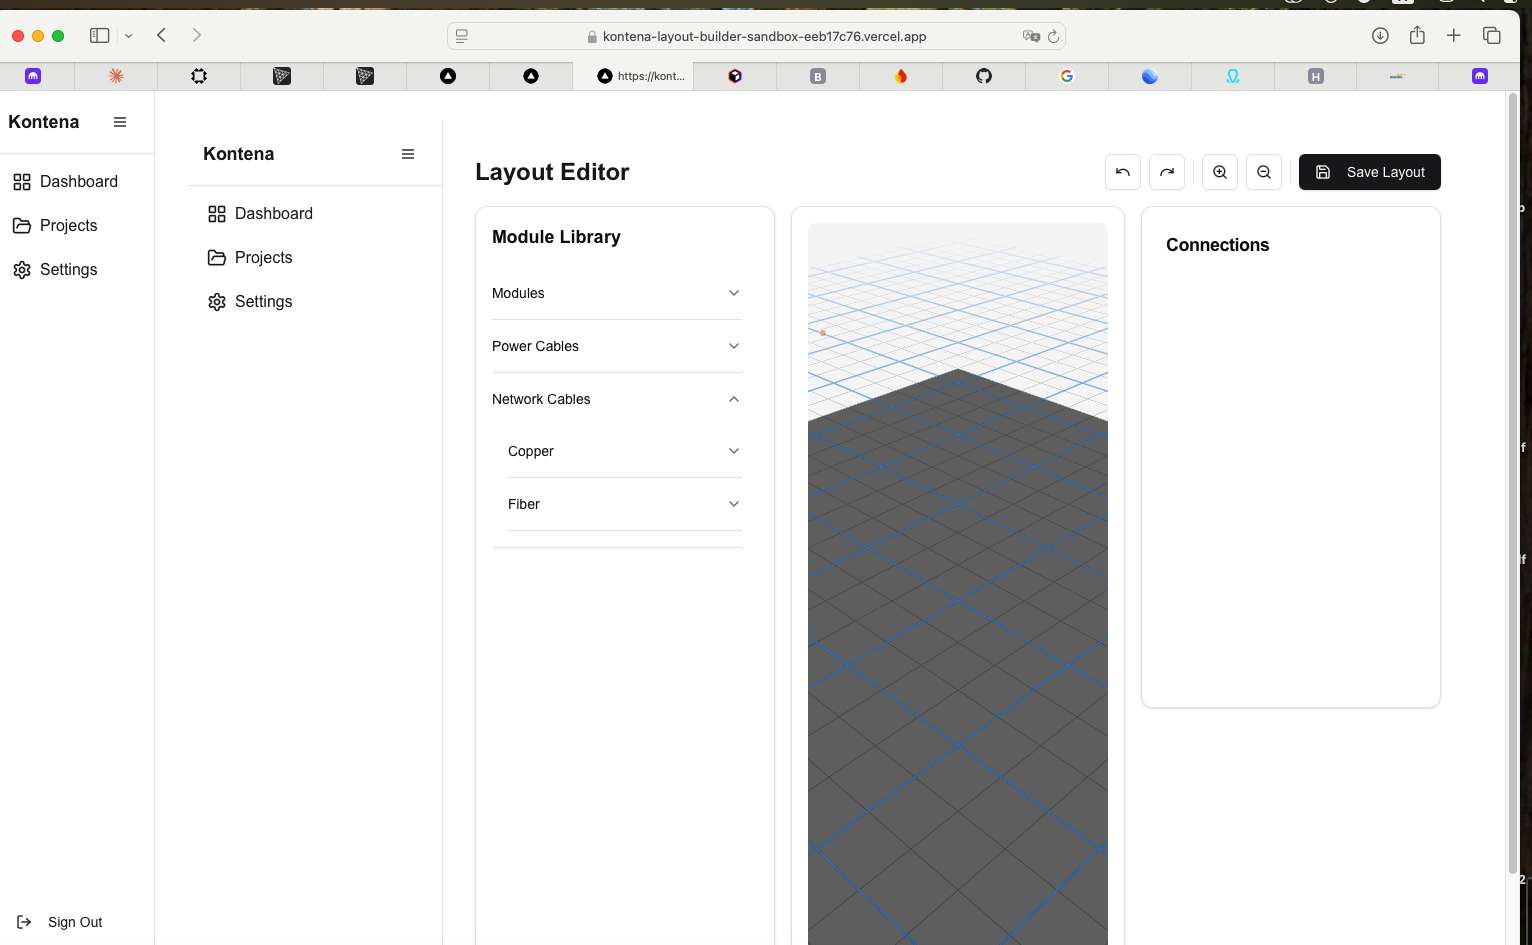 kontena-layout-builder-sandbox-eeb17c76.vercel.app
https://kont...
B
H
Kontena
Dashboard
Projects
Settings
Sign Out
Kontena
Dashboard
Projects
Settings
Layout Editor
Save Layout
Module Library
Modules
Power Cables
Network Cables
Copper
Fiber
Connections